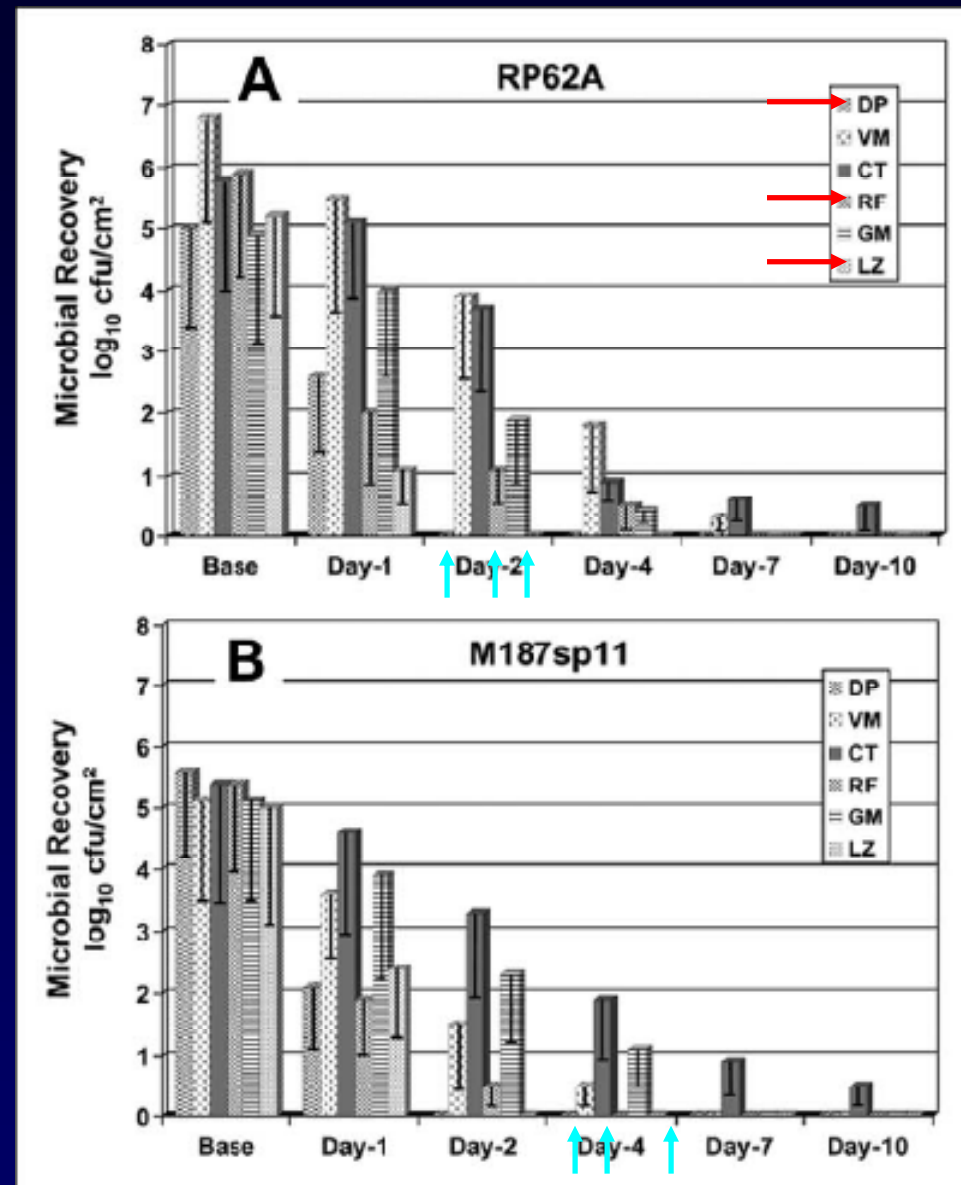 A
RP62A
Microbial Recovery
log₁₀ cfu/cm²
8
7
6
5
4
3
2
1
0
DP
VM
CT
RF
GM
LZ
Base Day-1 Day-2 Day-4 Day-7 Day-10
B
M187sp11
Microbial Recovery
log₁₀ cfu/cm²
8
7
6
5
4
3
2
1
0
DP
VM
CT
RF
GM
LZ
Base Day-1 Day-2 Day-4 Day-7 Day-10